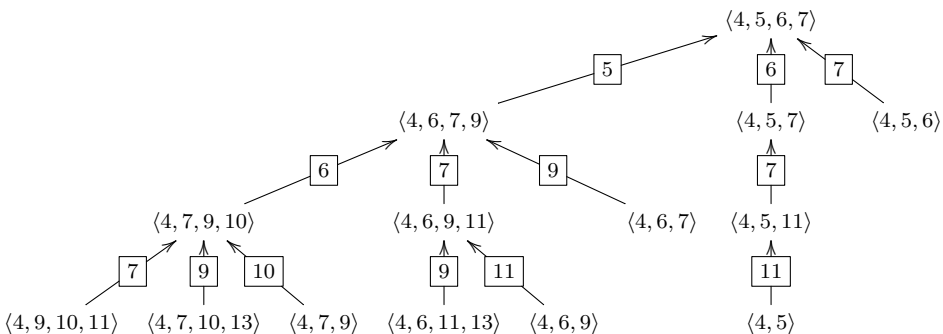 ⟨4, 5, 6, 7⟩
5 6 7
⟨4, 6, 7, 9⟩ ⟨4, 5, 7⟩ ⟨4, 5, 6⟩
6 7 9 7
⟨4, 7, 9, 10⟩ ⟨4, 6, 9, 11⟩ ⟨4, 6, 7⟩ ⟨4, 5, 11⟩
7 9 10 9 11 11
⟨4, 9, 10, 11⟩ ⟨4, 7, 10, 13⟩ ⟨4, 7, 9⟩ ⟨4, 6, 11, 13⟩ ⟨4, 6, 9⟩ ⟨4, 5⟩